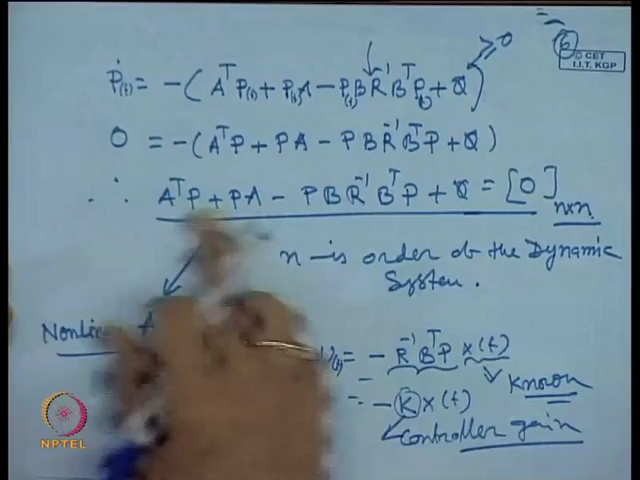 ≥0
6
© CET
I.I.T. KGP
Ṗ(t) = -(AᵀP(t) + P(t)A - P(t)BR⁻¹BᵀP(t) + Q)
0 = -(AᵀP + PA - PBR⁻¹BᵀP + Q)
∴ AᵀP + PA - PBR⁻¹BᵀP + Q = [0]
n×n
n - is order of the Dynamic
System.
(t) = - R⁻¹BᵀP x(t)
Known
= - K x(t)
Controller gain
NPTEL